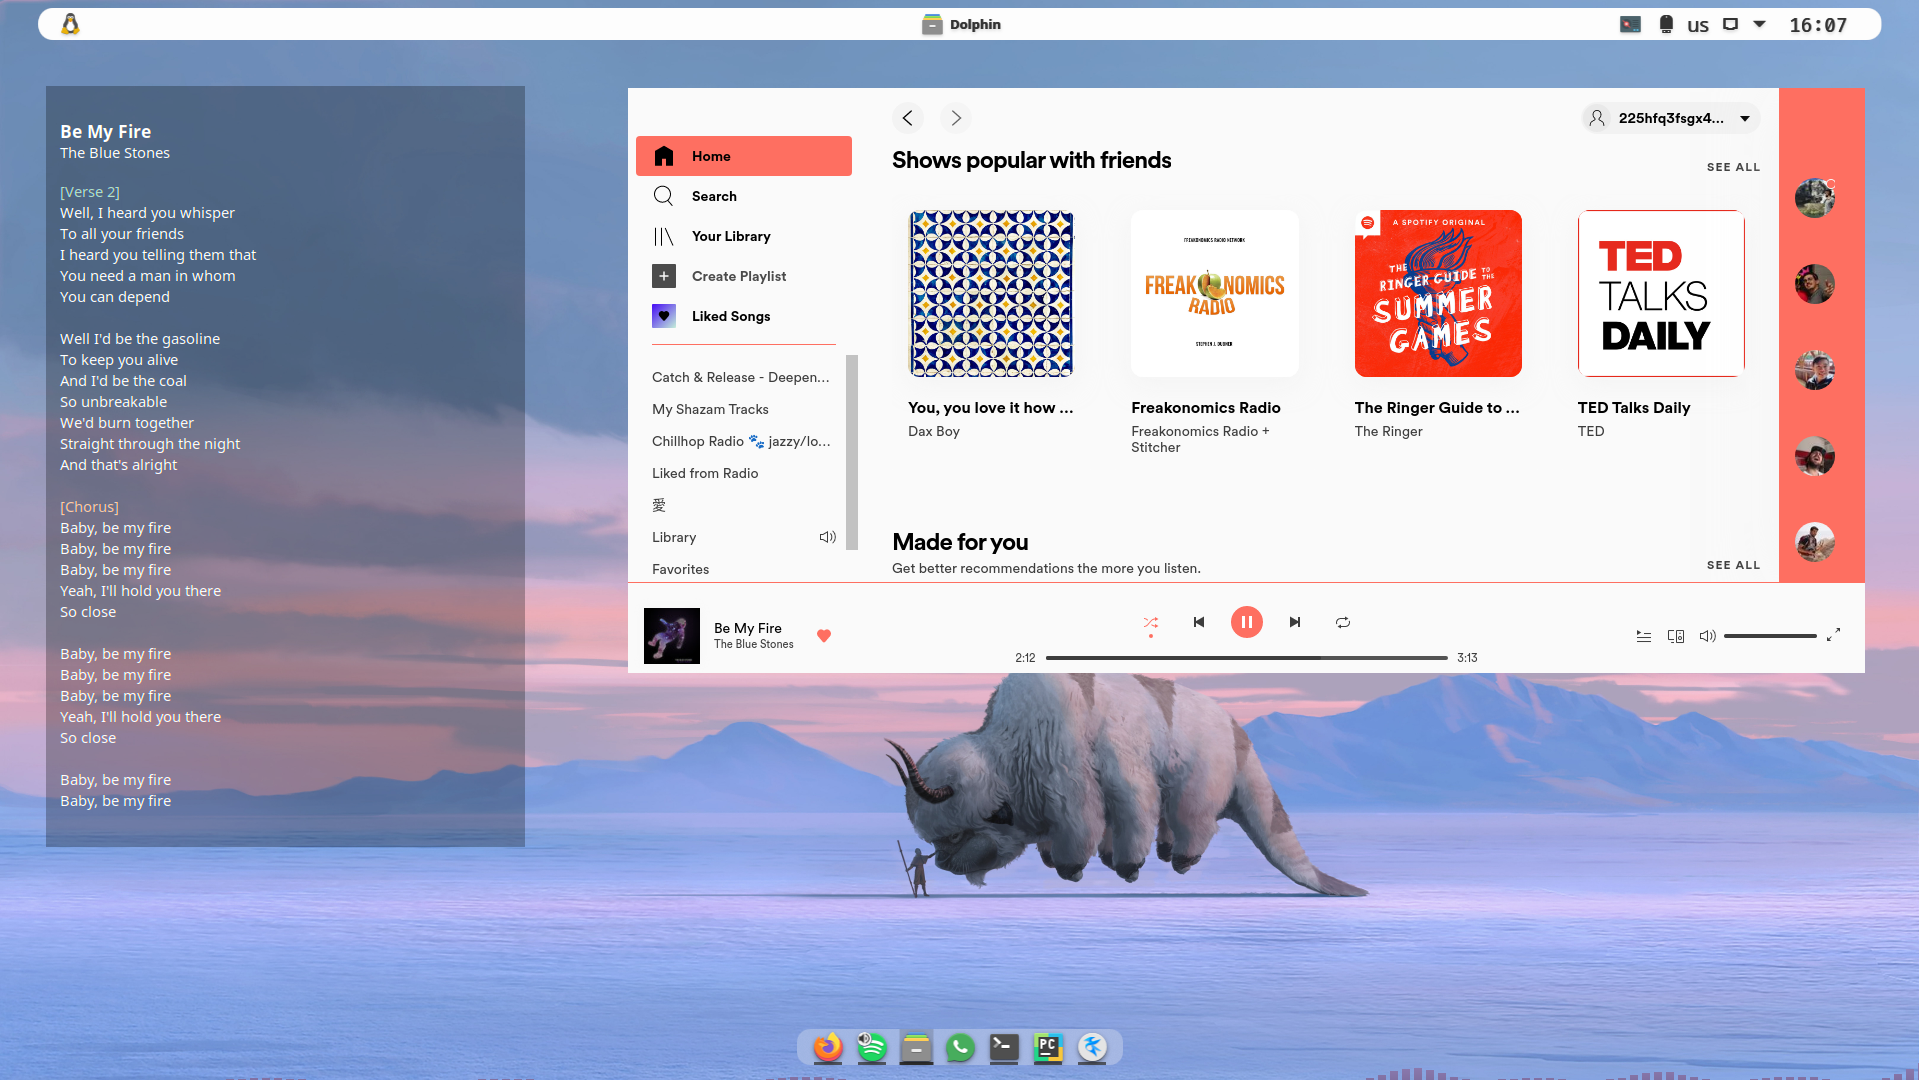 Dolphin
us
16:07
Be My Fire
The Blue Stones
[Verse 2]
Well, I heard you whisper
To all your friends
I heard you telling them that
You need a man in whom
You can depend
Well I'd be the gasoline
To keep you alive
And I'd be the coal
So unbreakable
We'd burn together
Straight through the night
And that's alright
[Chorus]
Baby, be my fire
Baby, be my fire
Baby, be my fire
Yeah, I'll hold you there
So close
Baby, be my fire
Baby, be my fire
Baby, be my fire
Yeah, I'll hold you there
So close
Baby, be my fire
Baby, be my fire
Home
Search
Your Library
Create Playlist
Liked Songs
Catch & Release - Deepen...
My Shazam Tracks
Chillhop Radio 🐾 jazzy/lo...
Liked from Radio
愛
Library
Favorites
225hfq3fsgx4...
Shows popular with friends
SEE ALL
FREAKONOMICS RADIO NETWORK
FREAKONOMICS
RADIO
STEPHEN J. DUBNER
A SPOTIFY ORIGINAL
THE
RINGER GUIDE TO THE
SUMMER
GAMES
TED
TALKS
DAILY
You, you love it how ...
Dax Boy
Freakonomics Radio
Freakonomics Radio +
Stitcher
The Ringer Guide to ...
The Ringer
TED Talks Daily
TED
Made for you
Get better recommendations the more you listen.
SEE ALL
Be My Fire
The Blue Stones
2:12
3:13
PC